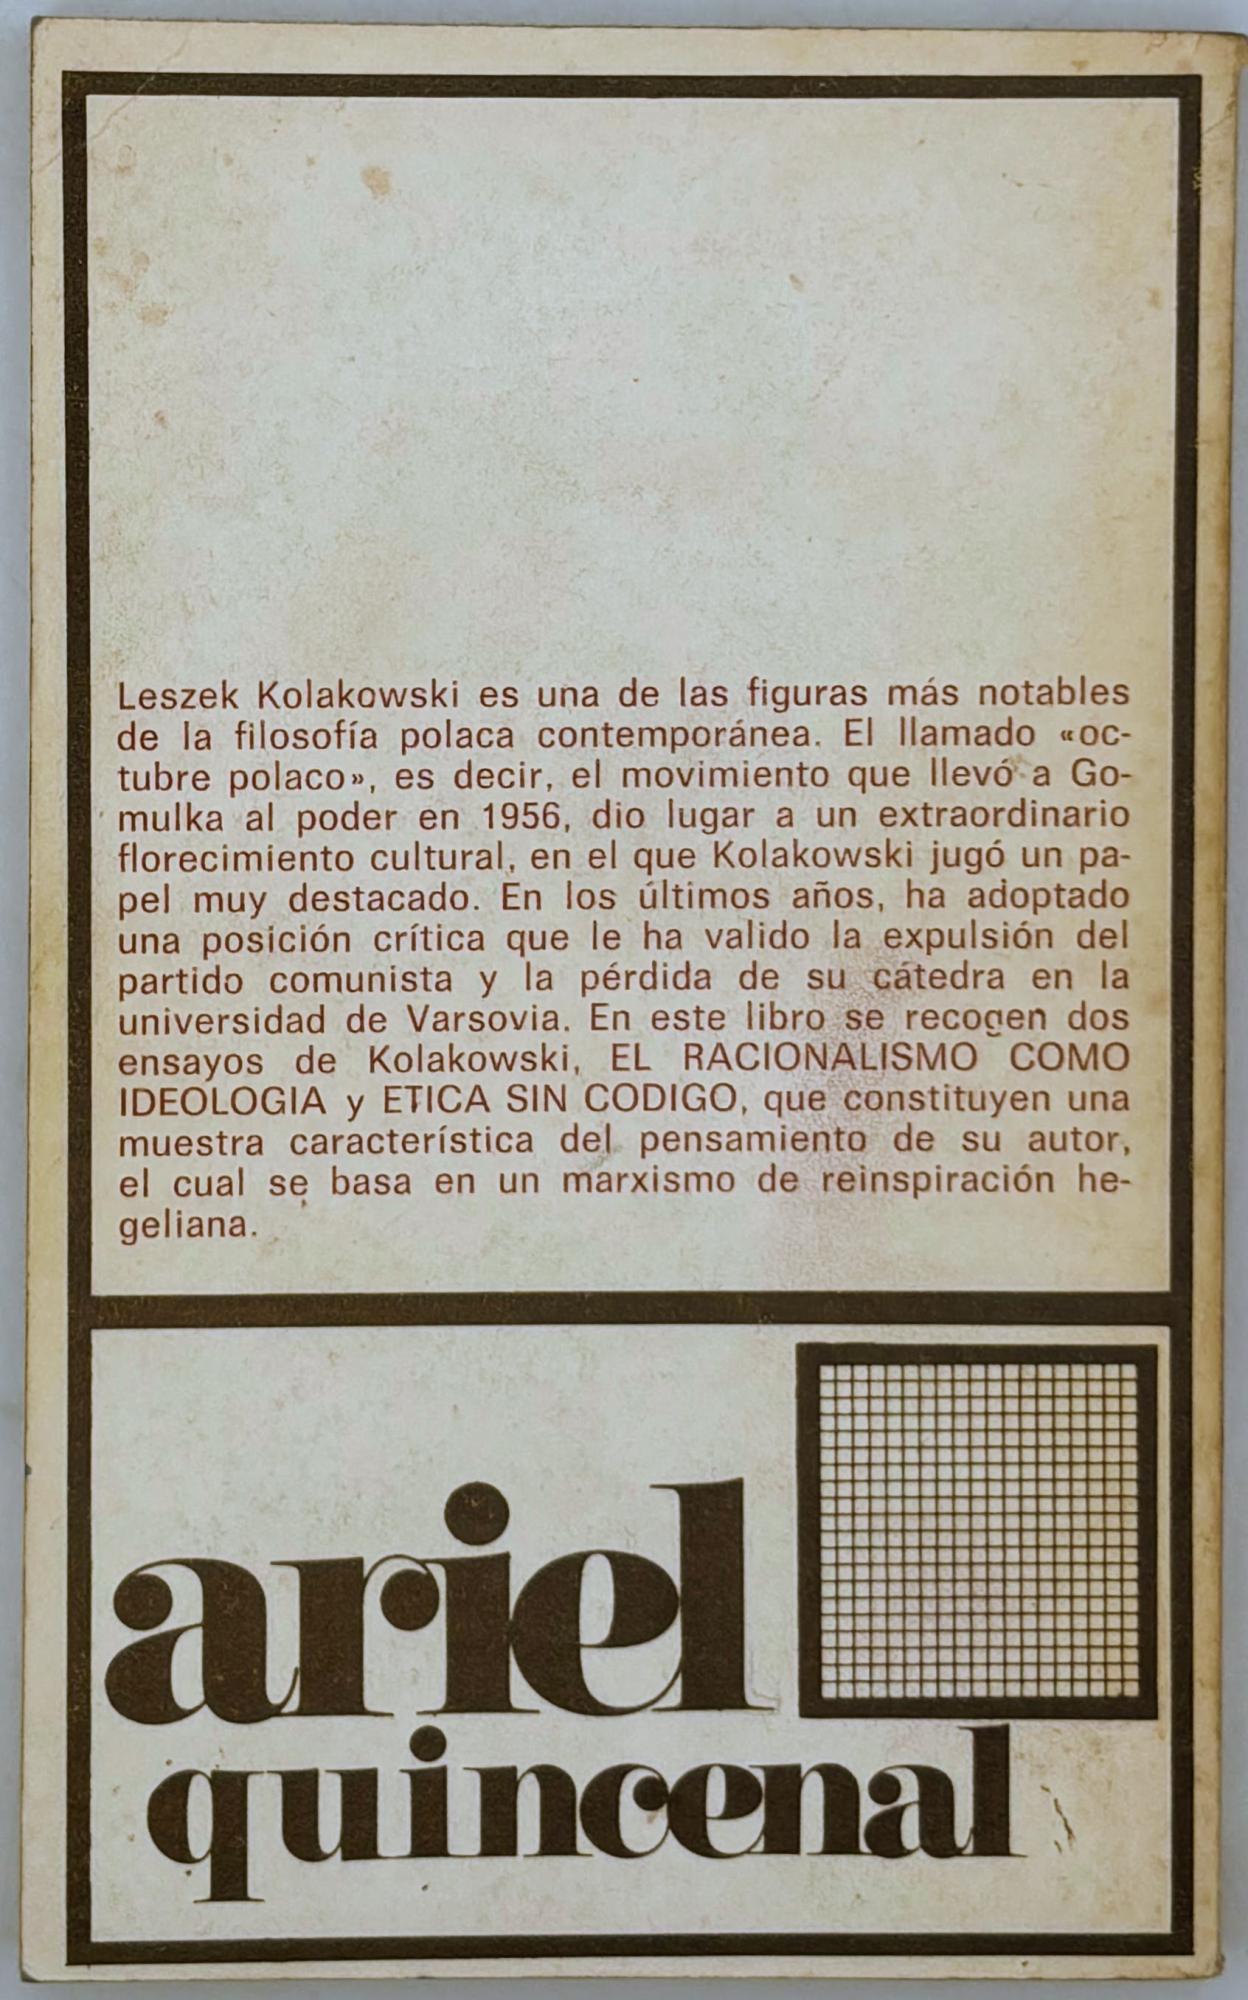 Leszek Kolakowski es una de las figuras más notables
de la filosofía polaca contemporánea. El llamado «oc-
tubre polaco», es decir, el movimiento que llevó a Go-
mulka al poder en 1956, dio lugar a un extraordinario
florecimiento cultural, en el que Kolakowski jugó un pa-
pel muy destacado. En los últimos años, ha adoptado
una posición crítica que le ha valido la expulsión del
partido comunista y la pérdida de su cátedra en la
universidad de Varsovia. En este libro se recogen dos
ensayos de Kolakowski, EL RACIONALISMO COMO
IDEOLOGIA y ETICA SIN CODIGO, que constituyen una
muestra característica del pensamiento de su autor,
el cual se basa en un marxismo de reinspiración he-
geliana.
ariel
quincenal